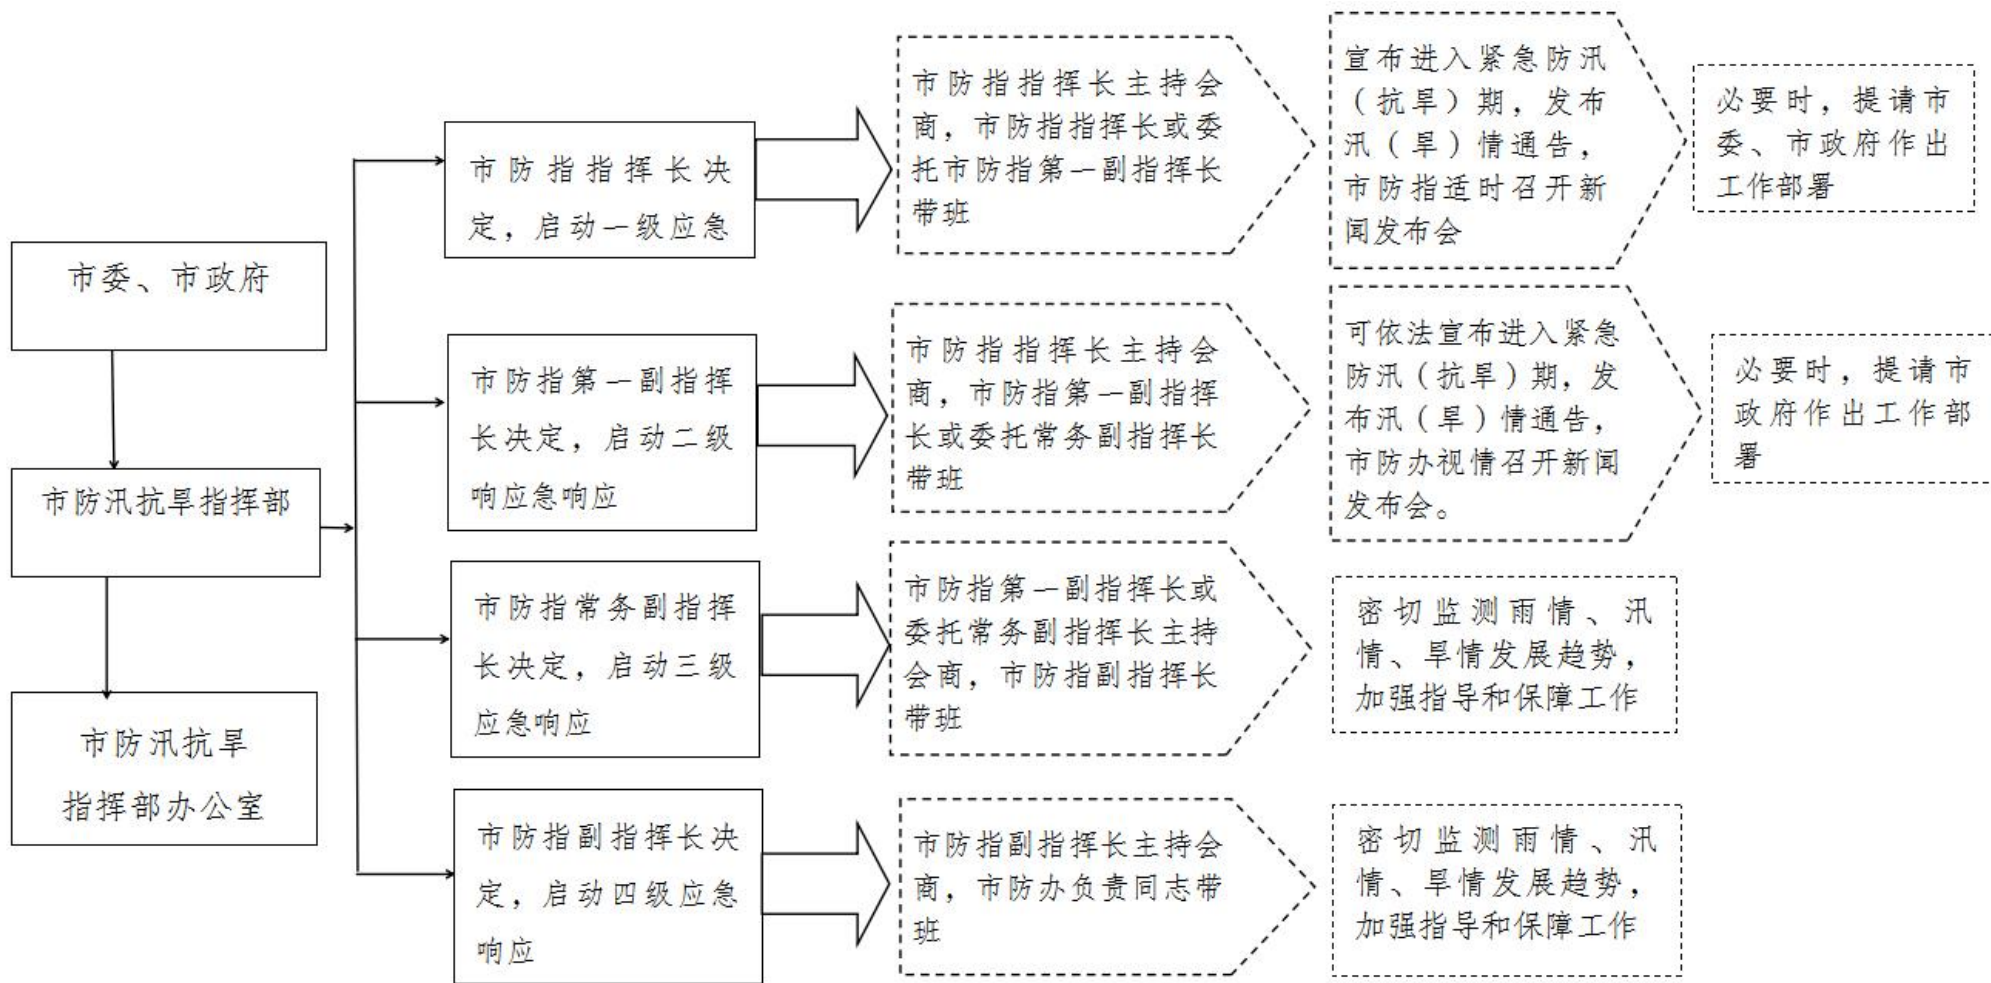 市委、市政府
市防汛抗旱指挥部
市防汛抗旱
指挥部办公室
市防指指挥长决
定，启动一级应急
市防指指挥长主持会
商，市防指指挥长或委
托市防指第一副指挥长
带班
宣布进入紧急防汛
（抗旱）期，发布
汛（旱）情通告，
市防指适时召开新
闻发布会
必要时，提请市
委、市政府作出
工作部署
市防指第一副指挥
长决定，启动二级
响应急响应
市防指指挥长主持会
商，市防指第一副指挥
长或委托常务副指挥长
带班
可依法宣布进入紧急
防汛（抗旱）期，发
布汛（旱）情通告，
市防办视情召开新闻
发布会。
必要时，提请市
政府作出工作部
署
市防指常务副指挥
长决定，启动三级
应急响应
市防指第一副指挥长或
委托常务副指挥长主持
会商，市防指副指挥长
带班
密切监测雨情、汛
情、旱情发展趋势，
加强指导和保障工作
市防指副指挥长决
定，启动四级应急
响应
市防指副指挥长主持会
商，市防办负责同志带
班
密切监测雨情、汛
情、旱情发展趋势，
加强指导和保障工作